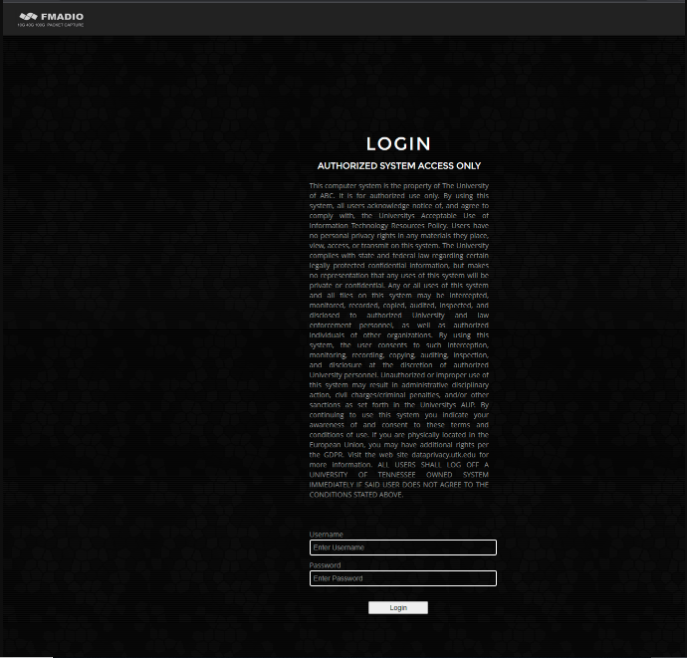 FMADIO
10G 40G 100G PACKET CAPTURE
LOGIN
AUTHORIZED SYSTEM ACCESS ONLY
This computer system is the property of The University
of ABC. It is for authorized use only. By using this
system, all users acknowledge notice of, and agree to
comply with, the Universitys Acceptable Use of
Information Technology Resources Policy. Users have
no personal privacy rights in any materials they place,
view, access, or transmit on this system. The University
complies with state and federal law regarding certain
legally protected confidential information, but makes
no representation that any uses of this system will be
private or confidential. Any or all uses of this system
and all files on this system may be intercepted,
monitored, recorded, copied, audited, inspected, and
disclosed to authorized University and law
enforcement personnel, as well as authorized
individuals of other organizations. By using this
system, the user consents to such interception,
monitoring, recording, copying, auditing, inspection,
and disclosure at the discretion of authorized
University personnel. Unauthorized or improper use of
this system may result in administrative disciplinary
action, civil charges/criminal penalties, and/or other
sanctions as set forth in the Universitys AUP. By
continuing to use this system you indicate your
awareness of and consent to these terms and
conditions of use. If you are physically located in the
European Union, you may have additional rights per
the GDPR. Visit the web site dataprivacy.utk.edu for
more information. ALL USERS SHALL LOG OFF A
UNIVERSITY OF TENNESSEE OWNED SYSTEM
IMMEDIATELY IF SAID USER DOES NOT AGREE TO THE
CONDITIONS STATED ABOVE.
Username
Enter Username
Password
Enter Password
Login